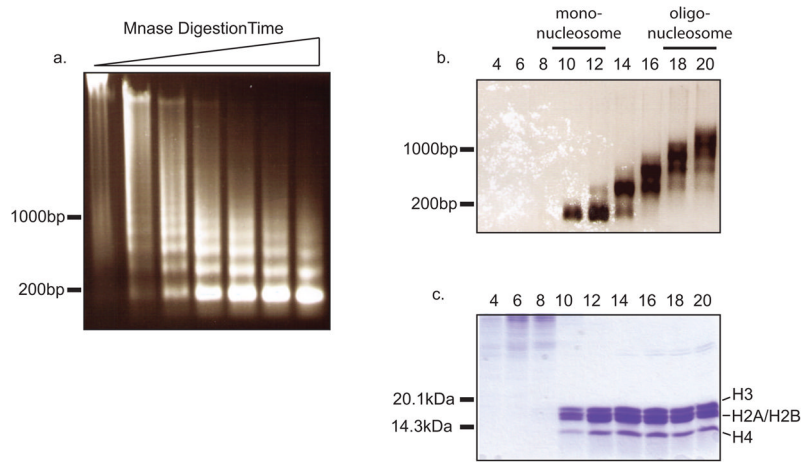 Mnase DigestionTime
a.
1000bp
200bp
mono-
nucleosome
oligo-
nucleosome
b.
4 6 8 10 12 14 16 18 20
1000bp
200bp
c.
4 6 8 10 12 14 16 18 20
20.1kDa
14.3kDa
H3
H2A/H2B
H4